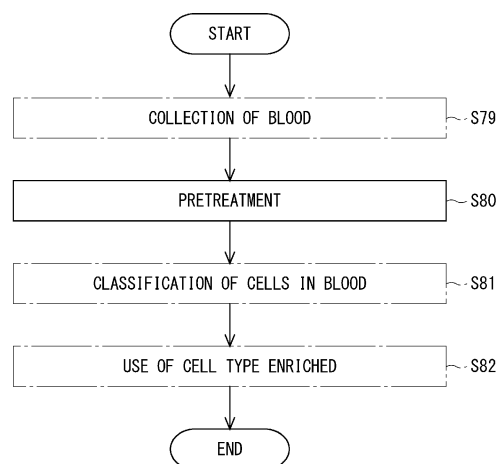 START
COLLECTION OF BLOOD
S79
PRETREATMENT
S80
CLASSIFICATION OF CELLS IN BLOOD
S81
USE OF CELL TYPE ENRICHED
S82
END